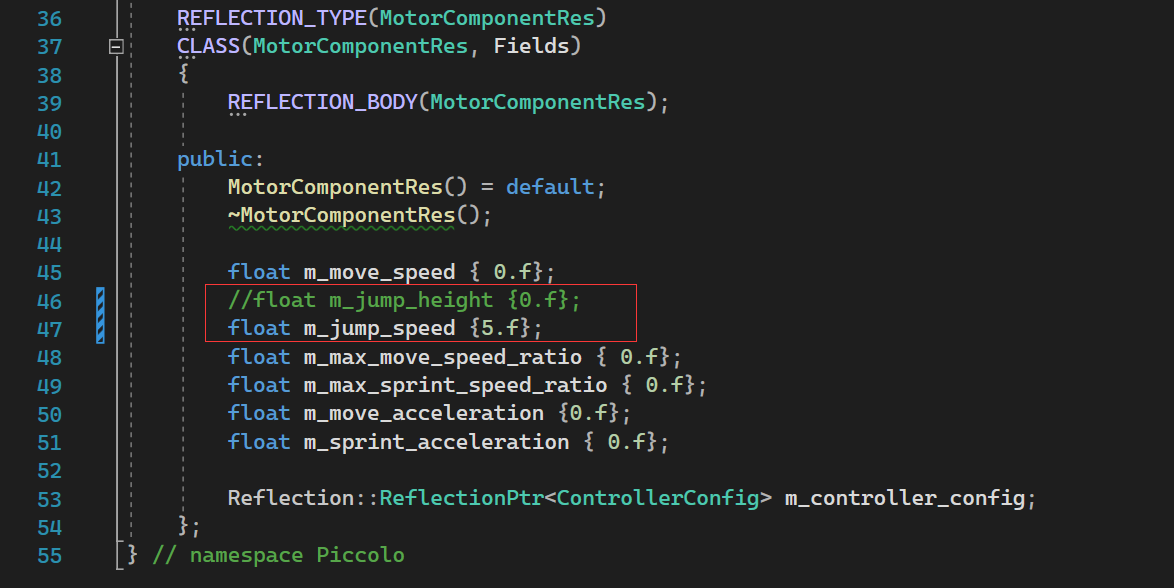 36 REFLECTION_TYPE(MotorComponentRes)
37 CLASS(MotorComponentRes, Fields)
38 {
39 REFLECTION_BODY(MotorComponentRes);
40
41 public:
42 MotorComponentRes() = default;
43 ~MotorComponentRes();
44
45 float m_move_speed { 0.f};
46 //float m_jump_height {0.f};
47 float m_jump_speed {5.f};
48 float m_max_move_speed_ratio { 0.f};
49 float m_max_sprint_speed_ratio { 0.f};
50 float m_move_acceleration {0.f};
51 float m_sprint_acceleration { 0.f};
52
53 Reflection::ReflectionPtr<ControllerConfig> m_controller_config;
54 };
55 } // namespace Piccolo